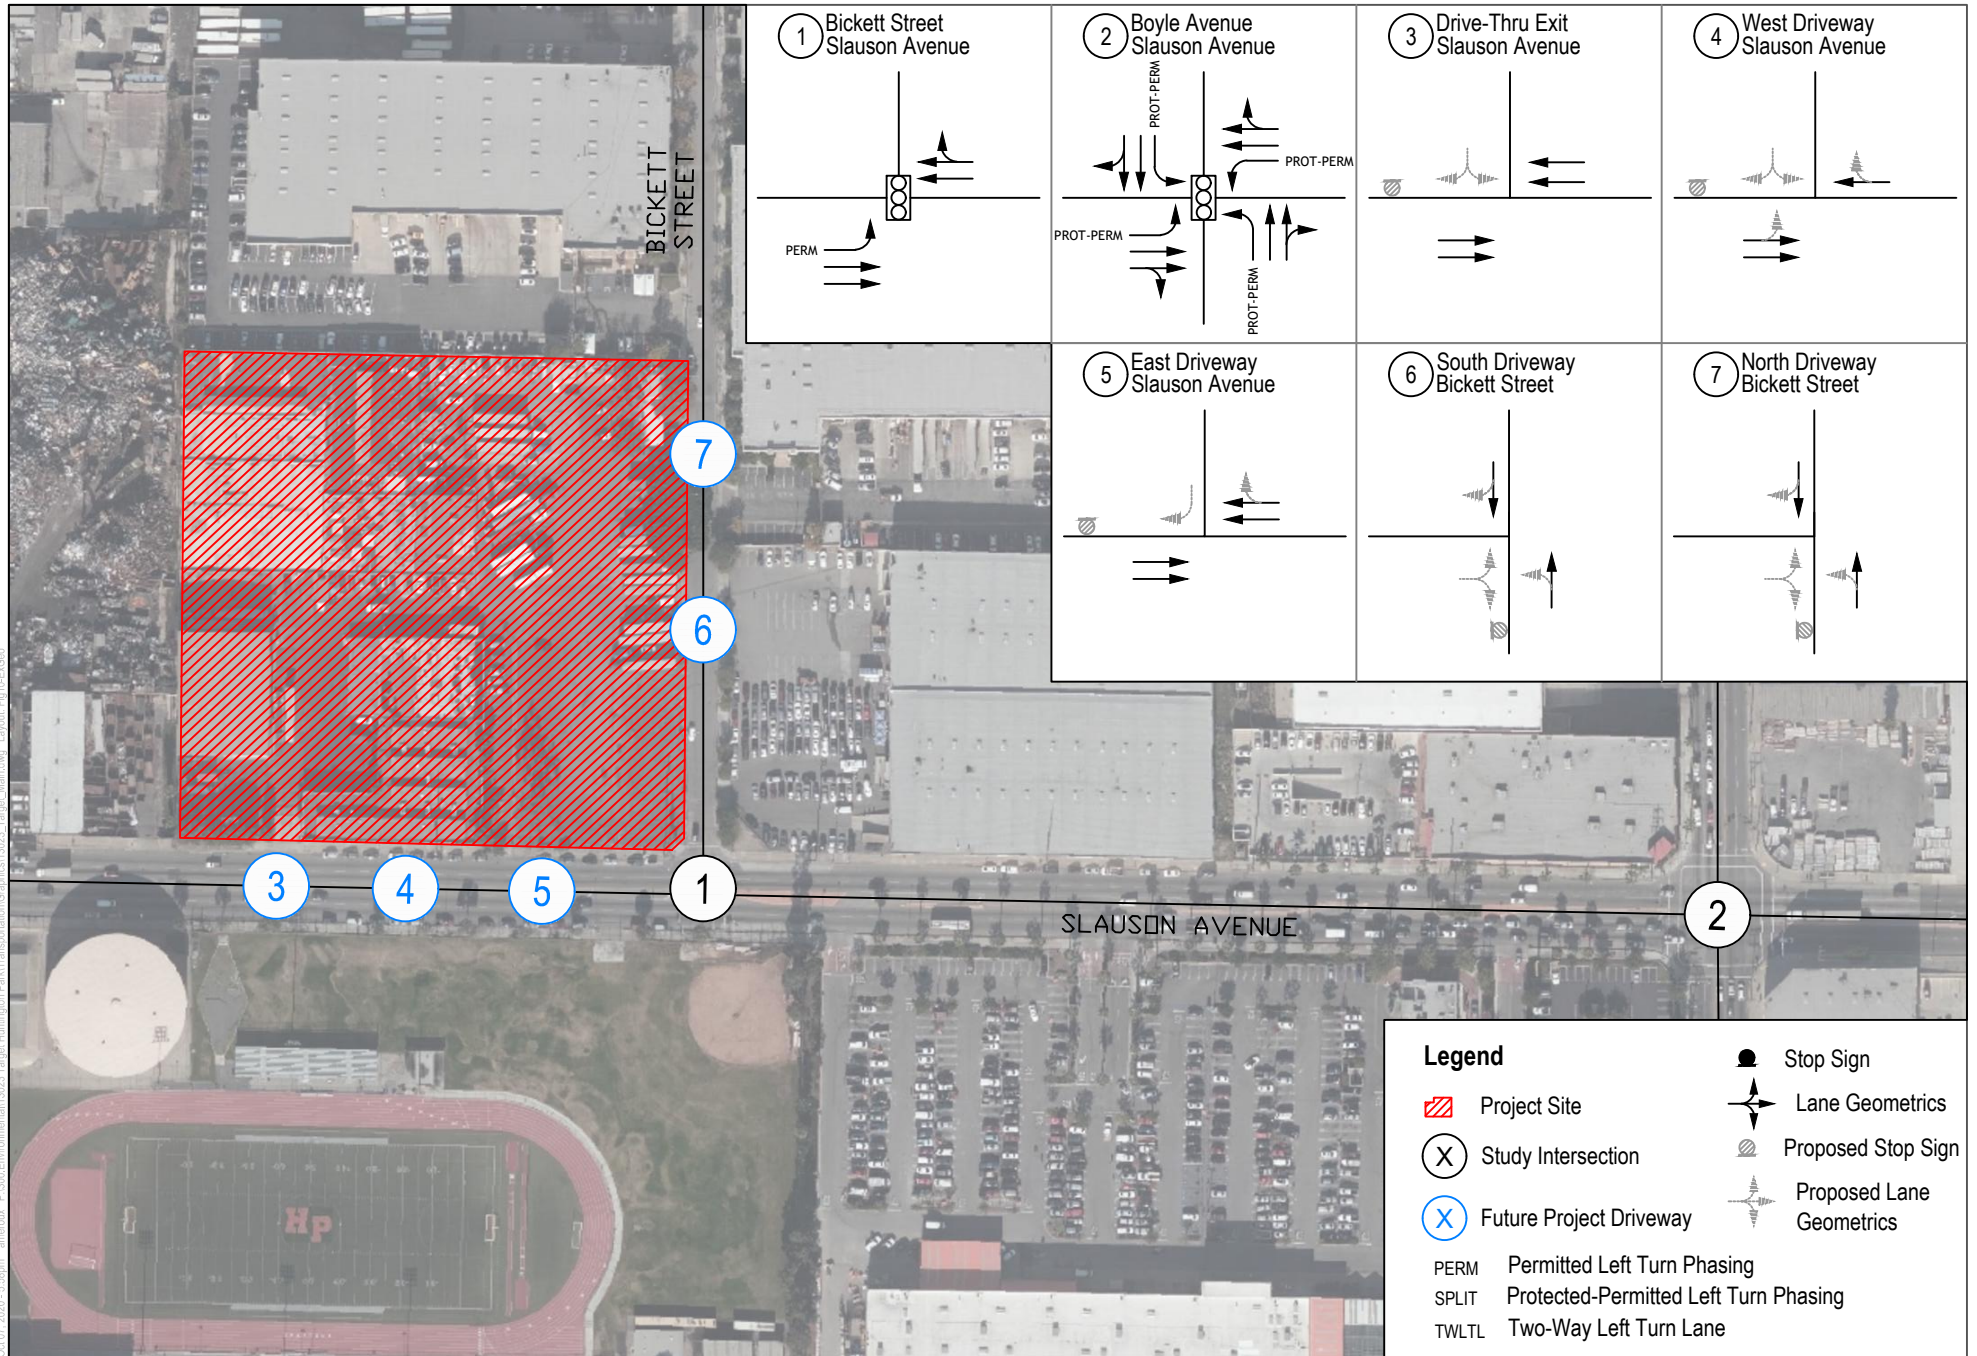 1 Bickett Street
Slauson Avenue
PERM
2 Boyle Avenue
Slauson Avenue
PROT-PERM
PROT-PERM
PROT-PERM
PROT-PERM
3 Drive-Thru Exit
Slauson Avenue
4 West Driveway
Slauson Avenue
5 East Driveway
Slauson Avenue
6 South Driveway
Bickett Street
7 North Driveway
Bickett Street
BICKETT
STREET
7
6
3
4
5
1
2
SLAUSON AVENUE
HP
Legend
Project Site
X Study Intersection
X Future Project Driveway
PERM Permitted Left Turn Phasing
SPLIT Protected-Permitted Left Turn Phasing
TWLTL Two-Way Left Turn Lane
Stop Sign
Lane Geometrics
Proposed Stop Sign
Proposed Lane
Geometrics